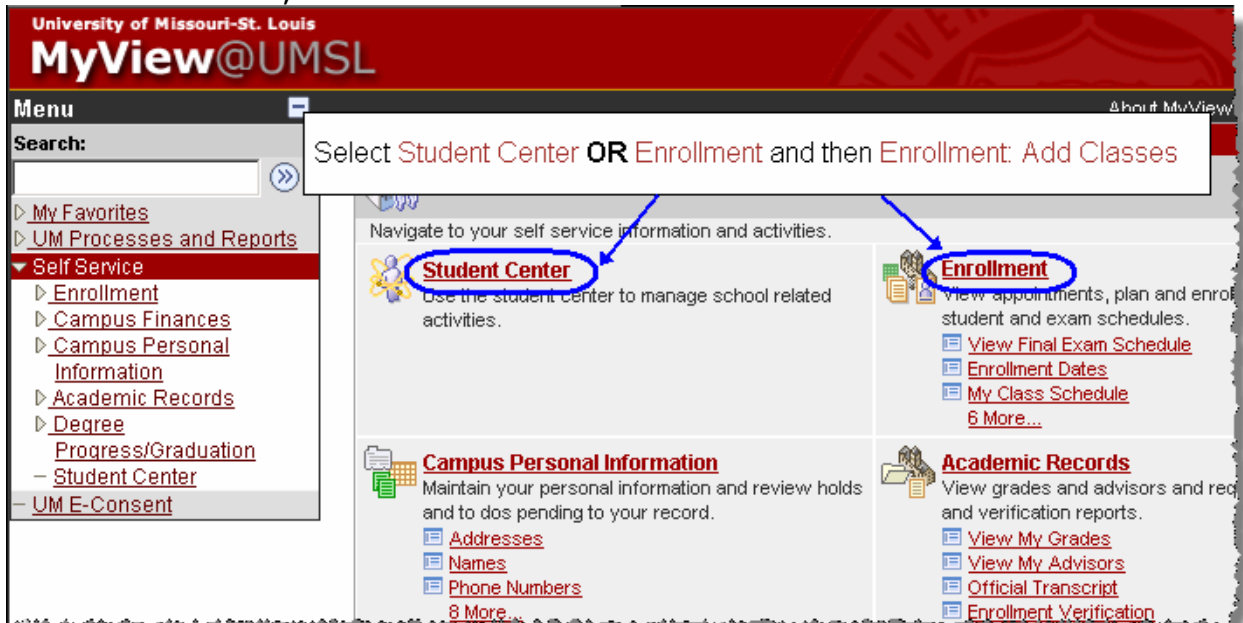 University of Missouri-St. Louis
MyView@UMSL
Menu
About MyView
Search:
Select Student Center OR Enrollment and then Enrollment: Add Classes
My Favorites
UM Processes and Reports
Self Service
Enrollment
Campus Finances
Campus Personal
Information
Academic Records
Degree
Progress/Graduation
Student Center
UM E-Consent
Navigate to your self service information and activities.
Student Center
Use the student center to manage school related
activities.
Enrollment
View appointments, plan and enrol
student and exam schedules.
View Final Exam Schedule
Enrollment Dates
My Class Schedule
6 More...
Campus Personal Information
Maintain your personal information and review holds
and to dos pending to your record.
Addresses
Names
Phone Numbers
8 More...
Academic Records
View grades and advisors and req
and verification reports.
View My Grades
View My Advisors
Official Transcript
Enrollment Verification